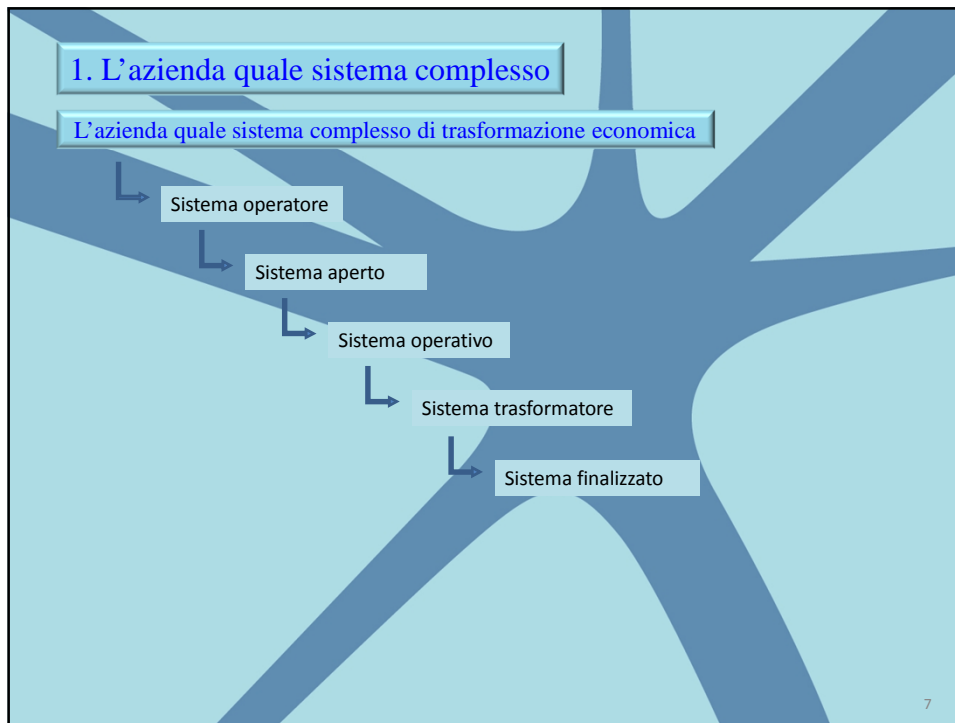 1. L'azienda quale sistema complesso
L'azienda quale sistema complesso di trasformazione economica
Sistema operatore
Sistema aperto
Sistema operativo
Sistema trasformatore
Sistema finalizzato
7